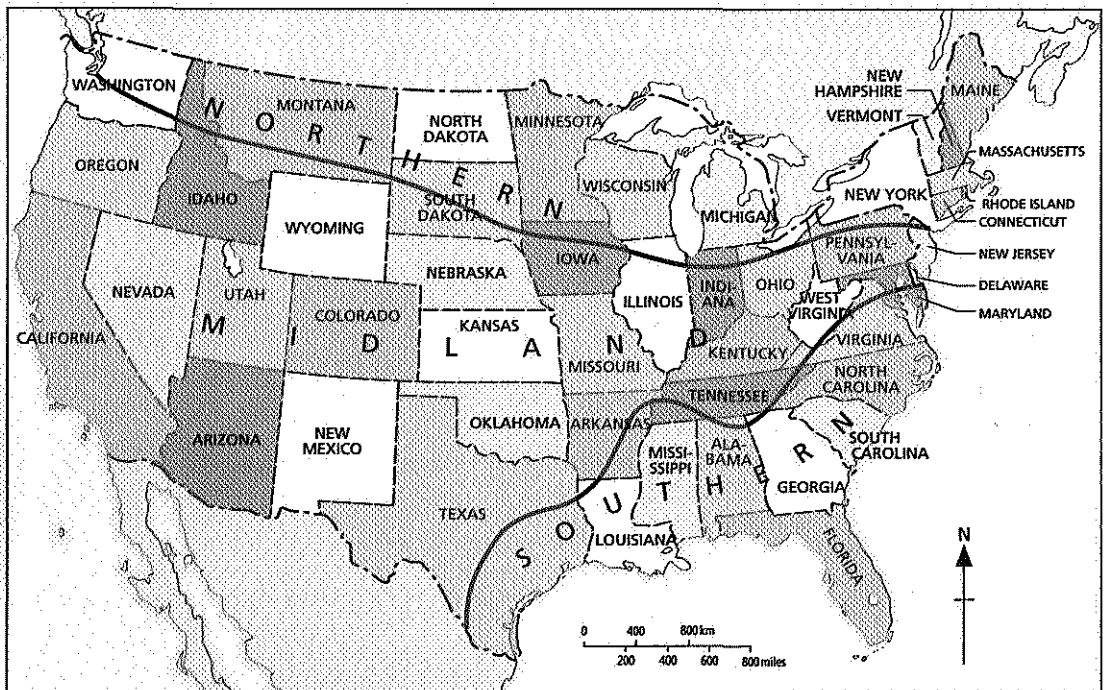 WASHINGTON
MONTANA
NORTH
DAKOTA
MINNESOTA
NEW
HAMPSHIRE
VERMONT
MAINE
OREGON
IDAHO
WYOMING
SOUTH
DAKOTA
WISCONSIN
MICHIGAN
NEW YORK
MASSACHUSETTS
RHODE ISLAND
CONNECTICUT
NORTHERN
NEVADA
UTAH
COLORADO
NEBRASKA
IOWA
ILLINOIS
INDI-
ANA
OHIO
PENNSYL-
VANIA
NEW JERSEY
DELAWARE
MARYLAND
WEST
VIRGINIA
VIRGINIA
CALIFORNIA
KANSAS
MISSOURI
KENTUCKY
MIDLAND
ARIZONA
NEW
MEXICO
OKLAHOMA
ARKANSAS
TENNESSEE
NORTH
CAROLINA
SOUTH
CAROLINA
TEXAS
LOUISIANA
MISSI-
SSIPPI
ALA-
BAMA
GEORGIA
FLORIDA
SOUTHERN
N
0 400 800 km
200 400 600 800 miles